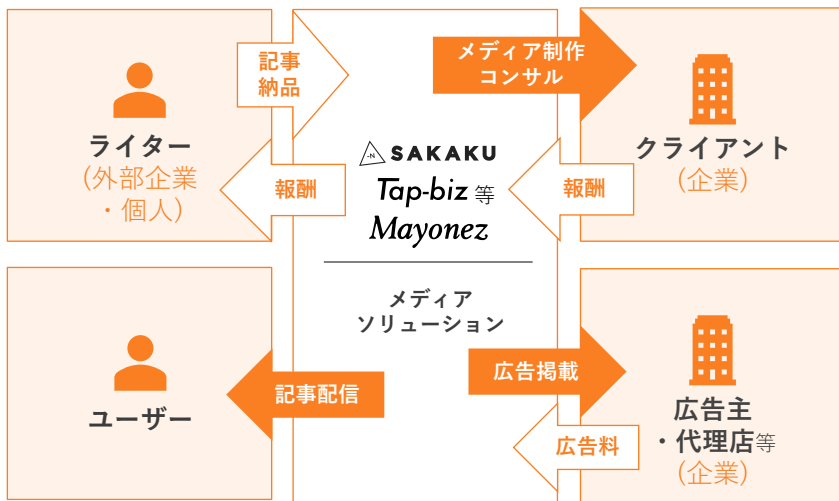 ライター
(外部企業
・個人)
記事
納品
報酬
-N
SAKAKU
Tap-biz 等
Mayonez
メディア
ソリューション
メディア制作
コンサル
報酬
クライアント
(企業)
ユーザー
記事配信
広告掲載
広告料
広告主
・代理店等
(企業)